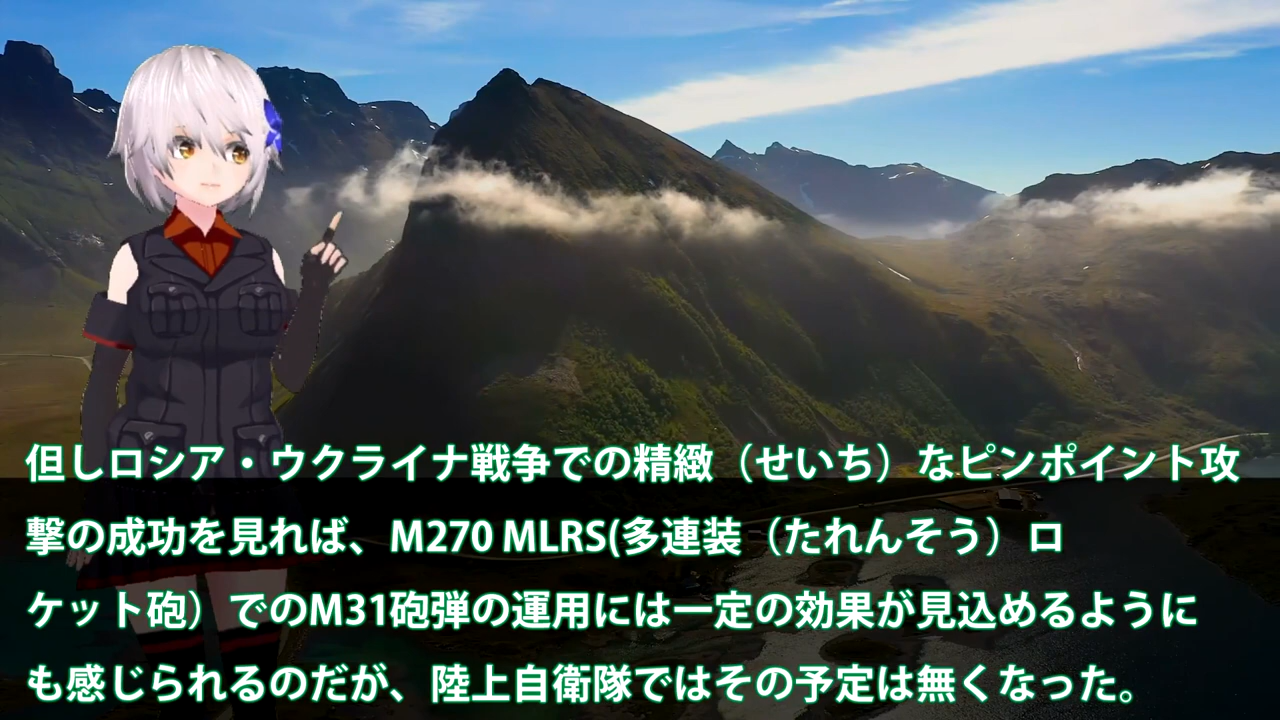 但しロシア・ウクライナ戦争での精緻（せいち）なピンポイント攻
撃の成功を見れば、M270 MLRS(多連装（たれんそう）ロ
ケット砲）でのM31砲弾の運用には一定の効果が見込めるように
も感じられるのだが、陸上自衛隊ではその予定は無くなった。